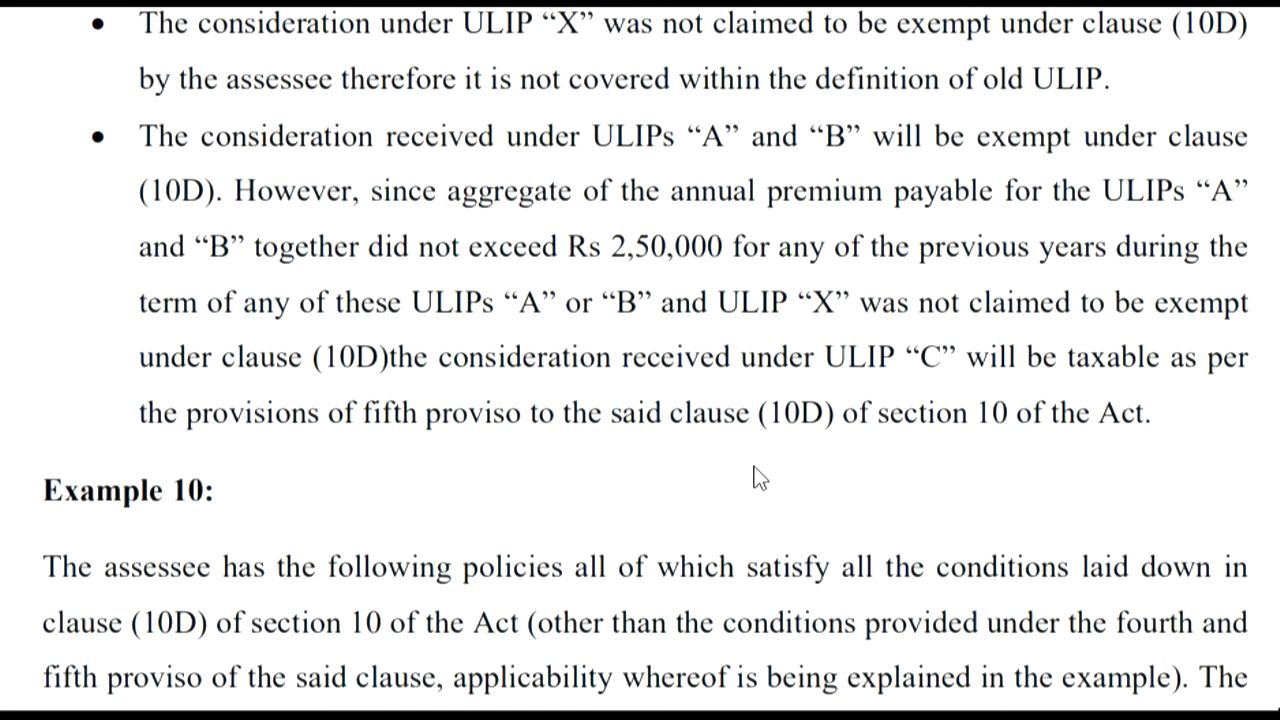 • The consideration under ULIP “X” was not claimed to be exempt under clause (10D)
by the assessee therefore it is not covered within the definition of old ULIP.
• The consideration received under ULIPs “A” and “B” will be exempt under clause
(10D). However, since aggregate of the annual premium payable for the ULIPs “A”
and “B” together did not exceed Rs 2,50,000 for any of the previous years during the
term of any of these ULIPs “A” or “B” and ULIP “X” was not claimed to be exempt
under clause (10D)the consideration received under ULIP “C” will be taxable as per
the provisions of fifth proviso to the said clause (10D) of section 10 of the Act.
Example 10:
The assessee has the following policies all of which satisfy all the conditions laid down in
clause (10D) of section 10 of the Act (other than the conditions provided under the fourth and
fifth proviso of the said clause, applicability whereof is being explained in the example). The